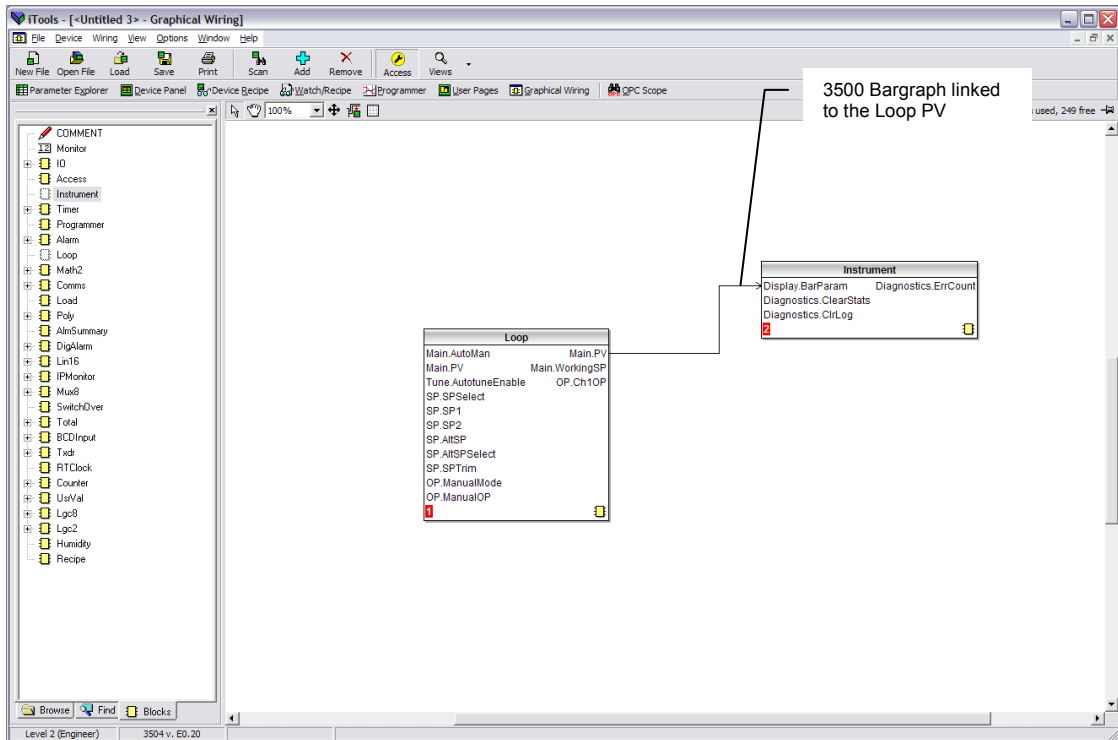 iTools - [<Untitled 3> - Graphical Wiring]
File Device Wiring View Options Window Help
New File Open File Load Save Print Scan Add Remove Access Views
Parameter Explorer Device Panel Device Recipe Watch/Recipe Programmer User Pages Graphical Wiring OPC Scope
100%
used, 249 free
3500 Bargraph linked
to the Loop PV
COMMENT
12 Monitor
IO
Access
Instrument
Timer
Programmer
Alarm
Loop
Math2
Comms
Load
Poly
AlmSummary
DigAlarm
Lin16
IPMonitor
Mux8
SwitchOver
Total
BCDInput
Txdr
RTClock
Counter
UsrVal
Lgc8
Lgc2
Humidity
Recipe
Loop
Main.AutoMan Main.PV
Main.PV Main.WorkingSP
Tune.AutotuneEnable OP.Ch1OP
SP.SPSelect
SP.SP1
SP.SP2
SP.AltSP
SP.AltSPSelect
SP.SPTrim
OP.ManualMode
OP.ManualOP
1
Instrument
Display.BarParam Diagnostics.ErrCount
Diagnostics.ClearStats
Diagnostics.ClrLog
2
Browse Find Blocks
Level 2 (Engineer) 3504 v. E0.20